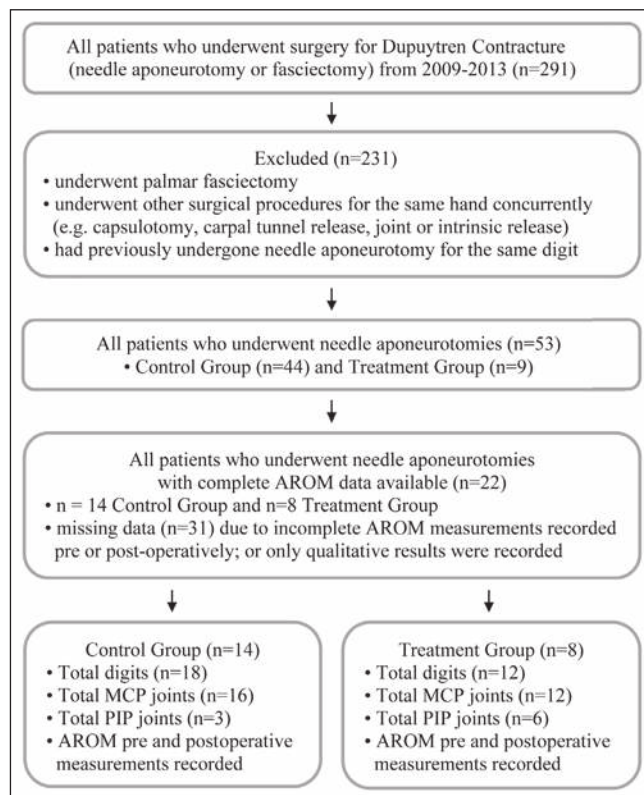 All patients who underwent surgery for Dupuytren Contracture
(needle aponeurotomy or fasciectomy) from 2009-2013 (n=291)
Excluded (n=231)
• underwent palmar fasciectomy
• underwent other surgical procedures for the same hand concurrently
(e.g. capsulotomy, carpal tunnel release, joint or intrinsic release)
• had previously undergone needle aponeurotomy for the same digit
All patients who underwent needle aponeurotomies (n=53)
• Control Group (n=44) and Treatment Group (n=9)
All patients who underwent needle aponeurotomies
with complete AROM data available (n=22)
• n = 14 Control Group and n=8 Treatment Group
• missing data (n=31) due to incomplete AROM measurements recorded
pre or post-operatively; or only qualitative results were recorded
Control Group (n=14)
• Total digits (n=18)
• Total MCP joints (n=16)
• Total PIP joints (n=3)
• AROM pre and postoperative
measurements recorded
Treatment Group (n=8)
• Total digits (n=12)
• Total MCP joints (n=12)
• Total PIP joints (n=6)
• AROM pre and postoperative
measurements recorded